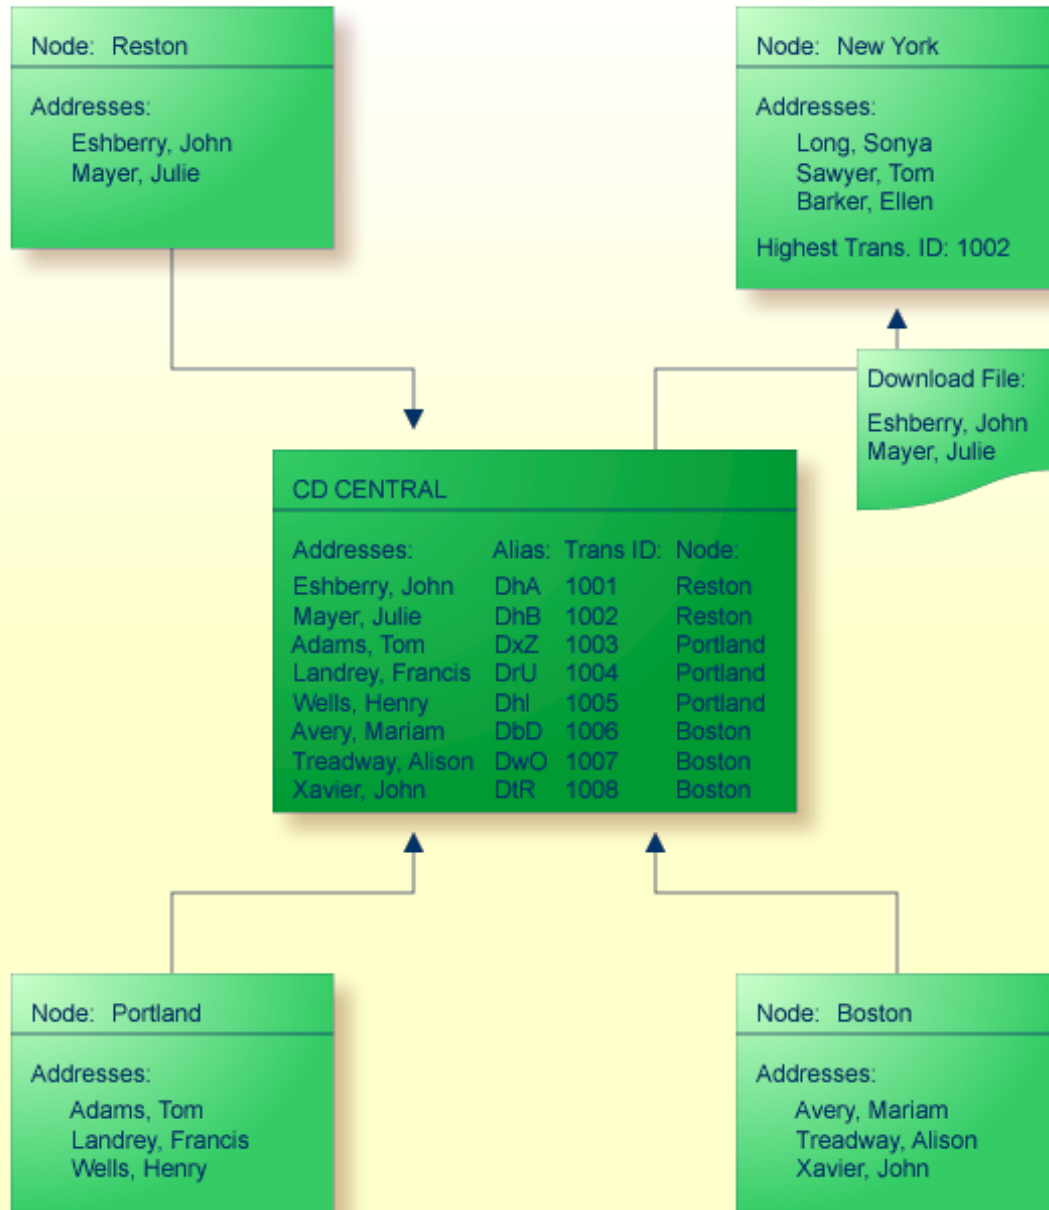 Node: Reston
Addresses:
Eshberry, John
Mayer, Julie
Node: New York
Addresses:
Long, Sonya
Sawyer, Tom
Barker, Ellen
Highest Trans. ID: 1002
Download File:
Eshberry, John
Mayer, Julie
CD CENTRAL
Addresses: Alias: Trans ID: Node:
Eshberry, John DhA 1001 Reston
Mayer, Julie DhB 1002 Reston
Adams, Tom DxZ 1003 Portland
Landrey, Francis DrU 1004 Portland
Wells, Henry DhI 1005 Portland
Avery, Mariam DbD 1006 Boston
Treadway, Alison DwO 1007 Boston
Xavier, John DtR 1008 Boston
Node: Portland
Addresses:
Adams, Tom
Landrey, Francis
Wells, Henry
Node: Boston
Addresses:
Avery, Mariam
Treadway, Alison
Xavier, John